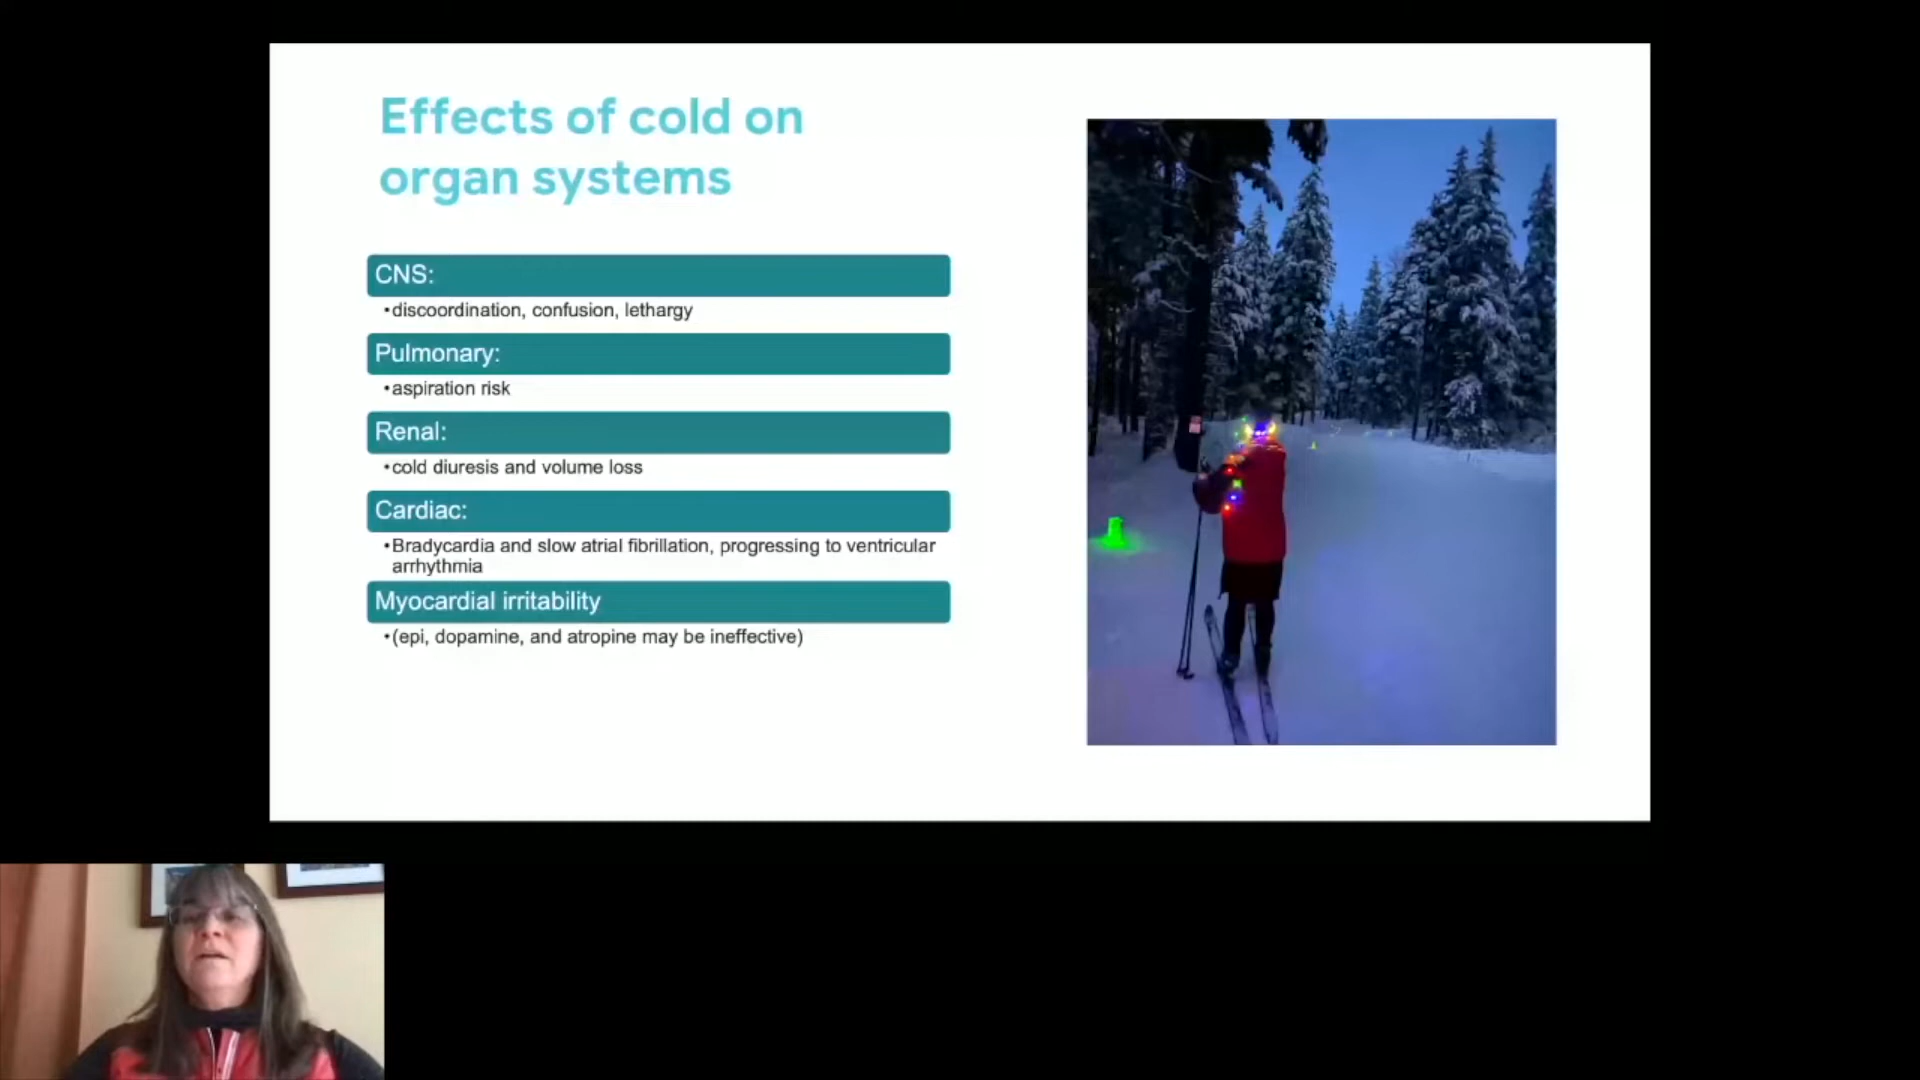 Effects of cold on
organ systems
CNS:
•discoordination, confusion, lethargy
Pulmonary:
•aspiration risk
Renal:
•cold diuresis and volume loss
Cardiac:
•Bradycardia and slow atrial fibrillation, progressing to ventricular
arrhythmia
Myocardial irritability
•(epi, dopamine, and atropine may be ineffective)